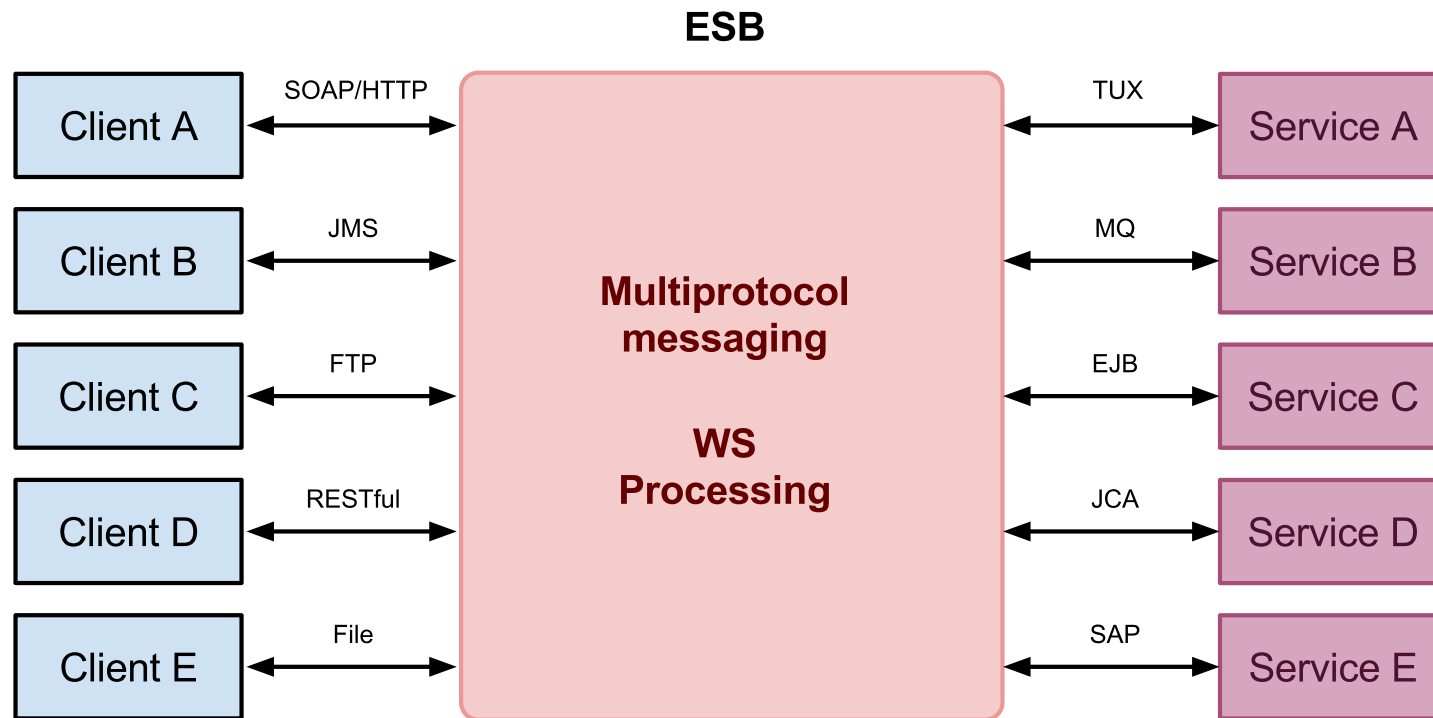 ESB
Client A
SOAP/HTTP
TUX
Service A
Client B
JMS
MQ
Service B
Multiprotocol
messaging
Client C
FTP
EJB
Service C
WS
Processing
Client D
RESTful
JCA
Service D
Client E
File
SAP
Service E